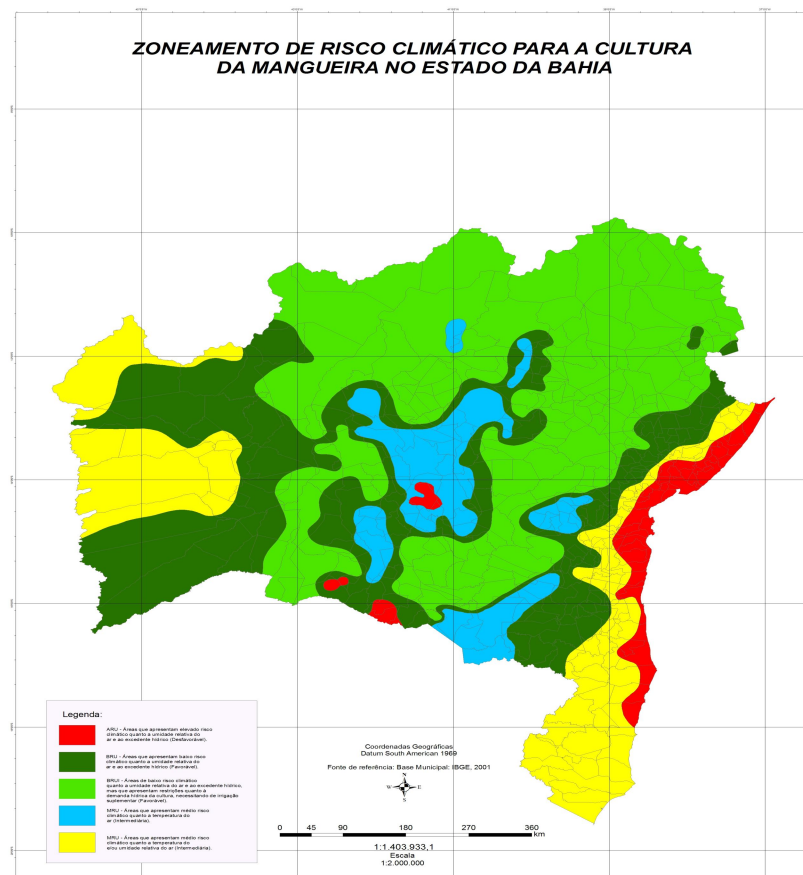 ZONEAMENTO DE RISCO CLIMÁTICO PARA A CULTURA
DA MANGUEIRA NO ESTADO DA BAHIA
Legenda:
ARU - Áreas que apresentam elevado risco
climático quanto a umidade relativa do
ar e ao excedente hídrico (Desfavorável).
BRU - Áreas que apresentam baixo risco
climático quanto a umidade relativa do
ar e ao excedente hídrico (Favorável).
BRUI - Áreas de baixo risco climático
quanto a umidade relativa do ar e ao excedente hídrico,
mas que apresentam restrições quanto à
demanda hídrica da cultura, necessitando de irrigação
suplementar (Favorável).
MRU - Áreas que apresentam médio risco
climático quanto a temperatura do
ar (Intermediária).
MRU - Áreas que apresentam médio risco
climático quanto a temperatura do
e/ou umidade relativa do ar (Intermediária).
Coordenadas Geográficas
Datum South American 1969
Fonte de referência: Base Municipal: IBGE, 2001
N
W E
S
0 45 90 180 270 360
km
1:1.403.933,1
Escala
1:2.000.000